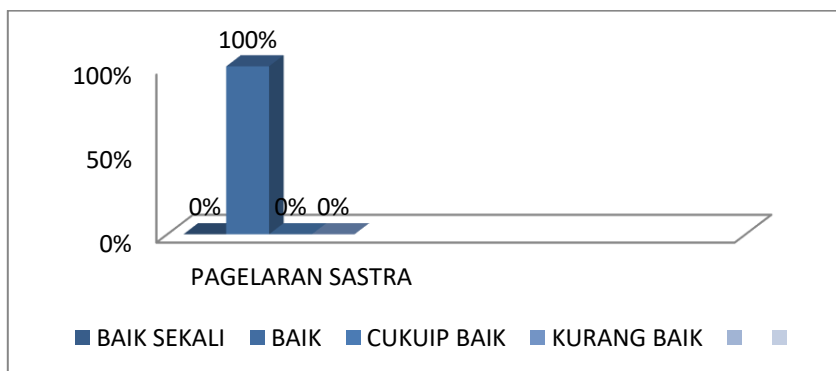 100%
100%
50%
0% 0% 0%
0%
PAGELARAN SASTRA
BAIK SEKALI BAIK CUKUIP BAIK KURANG BAIK